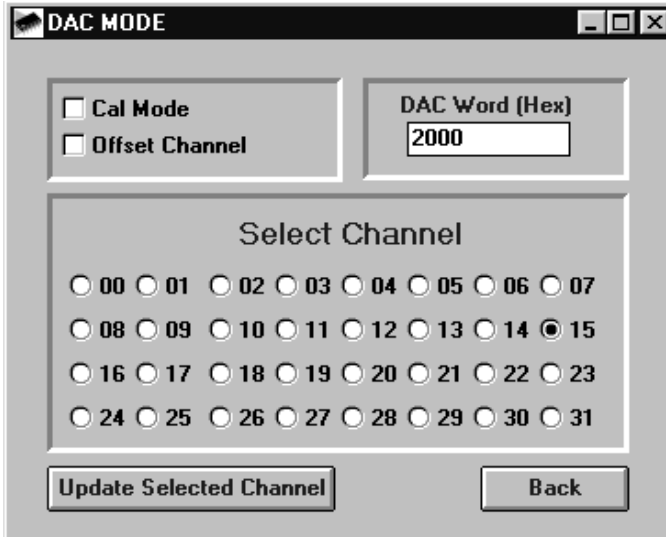 DAC MODE
Cal Mode
Offset Channel
DAC Word (Hex)
2000
Select Channel
00 01 02 03 04 05 06 07
08 09 10 11 12 13 14 15
16 17 18 19 20 21 22 23
24 25 26 27 28 29 30 31
Update Selected Channel
Back